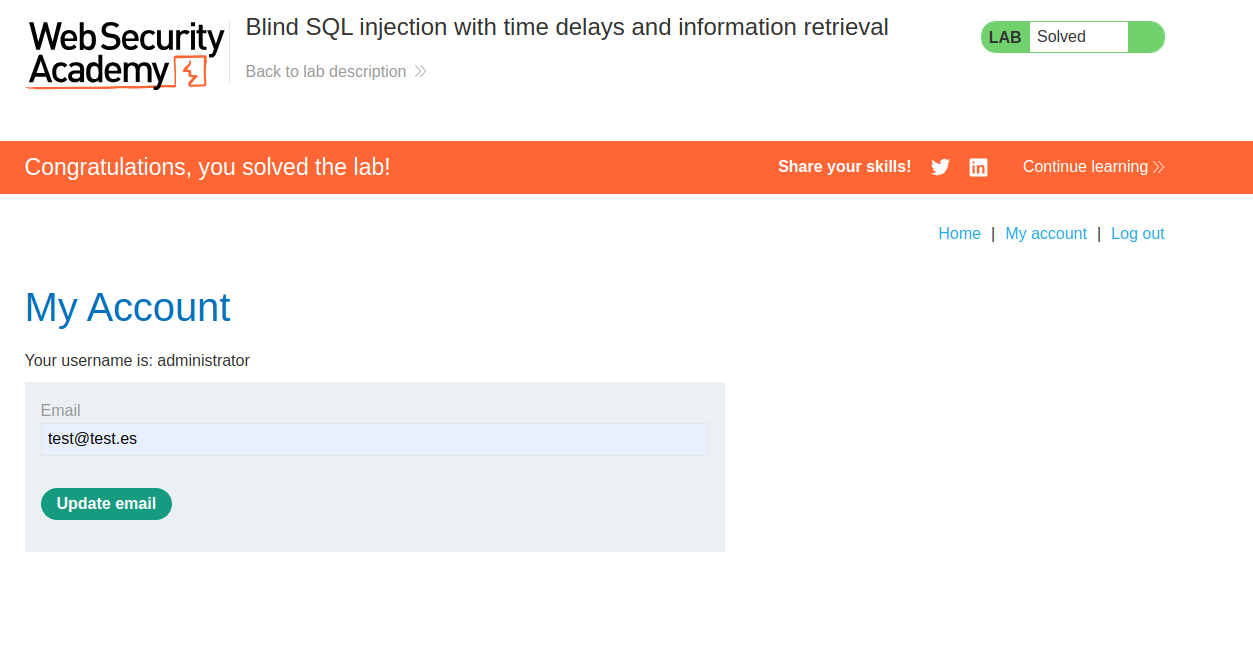 Web Security
Academy
Blind SQL injection with time delays and information retrieval
Back to lab description
LAB Solved
Congratulations, you solved the lab!
Share your skills! in Continue learning
Home | My account | Log out
My Account
Your username is: administrator
Email
test@test.es
Update email